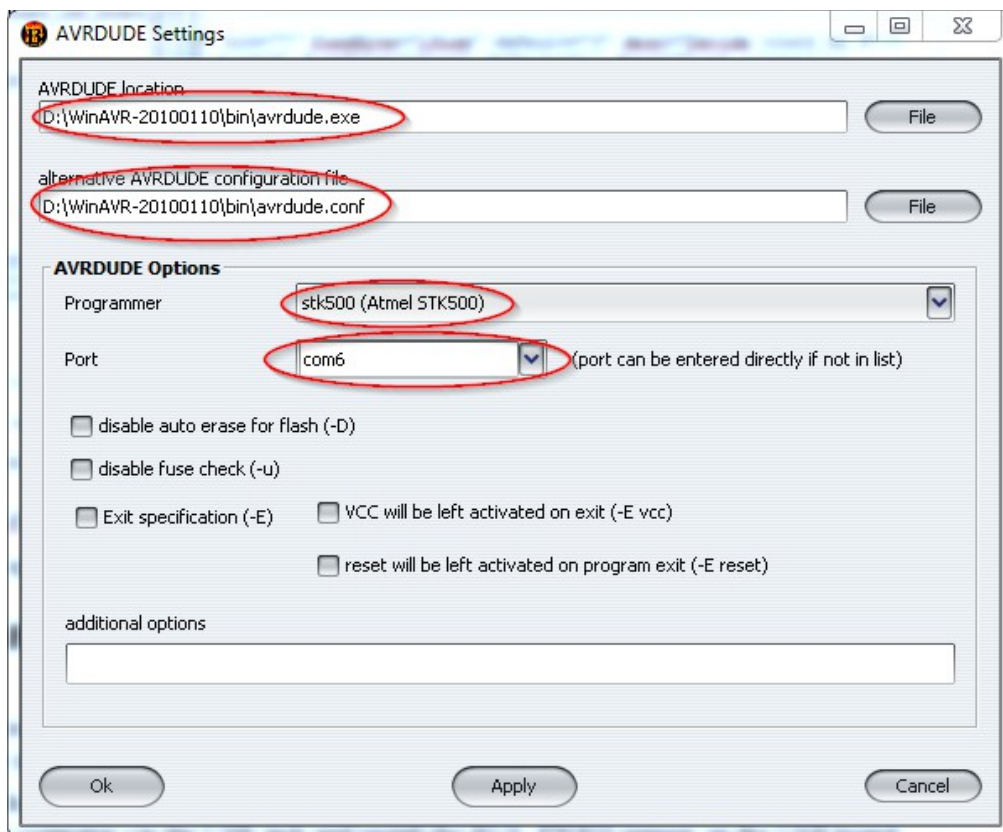 AVRDUDE Settings
AVRDUDE location
D:\WinAVR-20100110\bin\avrdude.exe
File
alternative AVRDUDE configuration file
D:\WinAVR-20100110\bin\avrdude.conf
File
AVRDUDE Options
Programmer
stk500 (Atmel STK500)
Port
com6
(port can be entered directly if not in list)
disable auto erase for flash (-D)
disable fuse check (-u)
Exit specification (-E)
VCC will be left activated on exit (-E vcc)
reset will be left activated on program exit (-E reset)
additional options
Ok
Apply
Cancel